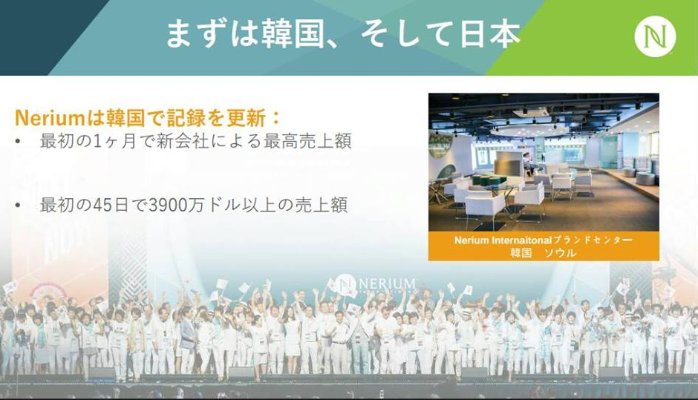 まずは韓国、そして日本
N
Neriumは韓国で記録を更新：
• 最初の1ヶ月で新会社による最高売上額
• 最初の45日で3900万ドル以上の売上額
Nerium Internaitonalブランドセンター
韓国 ソウル
NERIUM